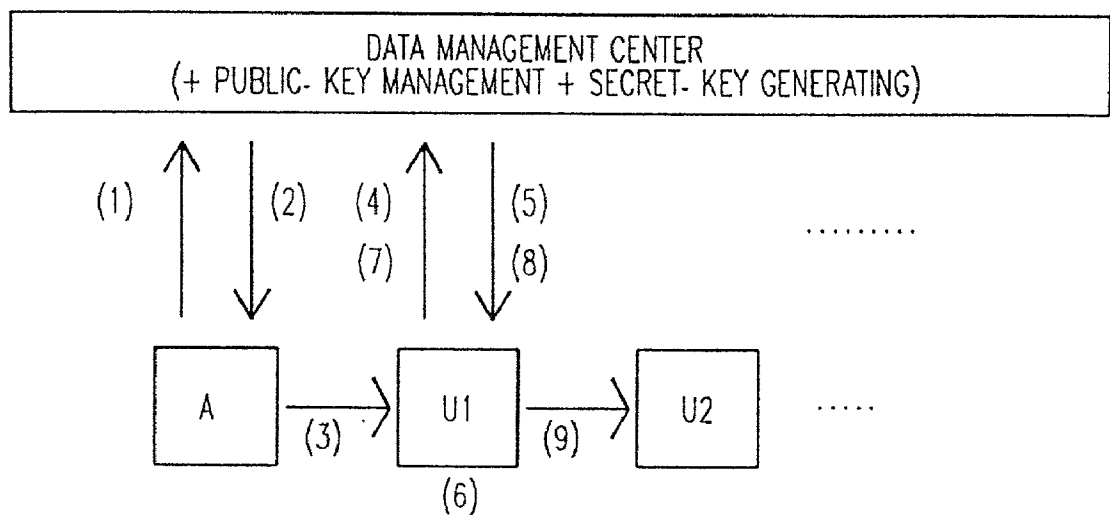 DATA MANAGEMENT CENTER
(+ PUBLIC- KEY MANAGEMENT + SECRET- KEY GENERATING)
(1) (2) (4) (5)
(7) (8)
.........
A U1 U2 .....
(3) (9)
(6)